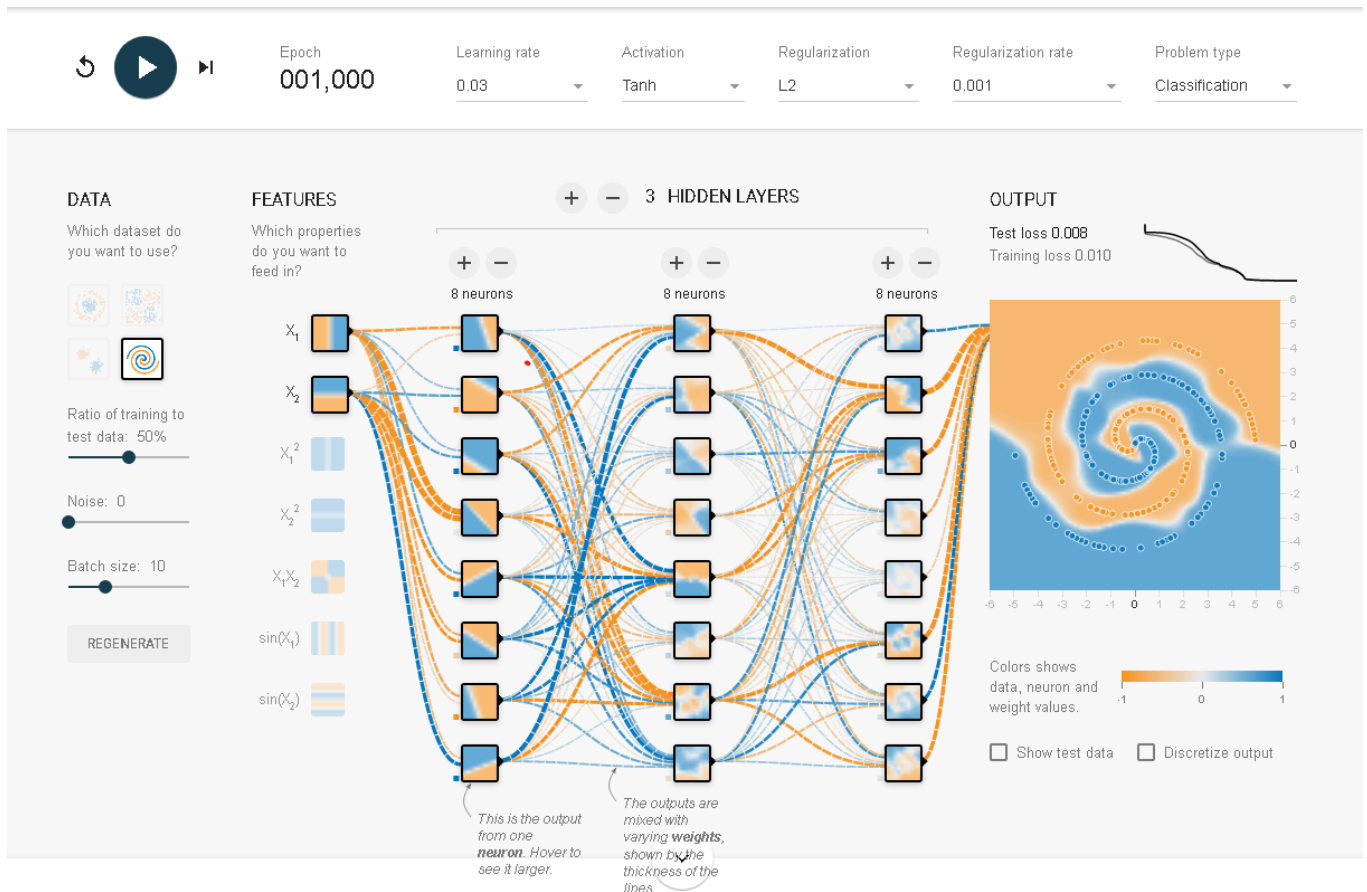 Epoch
001,000
Learning rate
0.03
Activation
Tanh
Regularization
L2
Regularization rate
0.001
Problem type
Classification
DATA
Which dataset do
you want to use?
Ratio of training to
test data: 50%
Noise: 0
Batch size: 10
REGENERATE
FEATURES
Which properties
do you want to
feed in?
X1
X2
X1²
X2²
X1X2
sin(X1)
sin(X2)
+ − 3 HIDDEN LAYERS
+ −
8 neurons
+ −
8 neurons
+ −
8 neurons
This is the output
from one
neuron. Hover to
see it larger.
The outputs are
mixed with
varying weights,
shown by the
thickness of the
lines.
OUTPUT
Test loss 0.008
Training loss 0.010
6
5
4
3
2
1
0
-1
-2
-3
-4
-5
-6
-6 -5 -4 -3 -2 -1 0 1 2 3 4 5 6
Colors shows
data, neuron and
weight values.
-1 0 1
Show test data
Discretize output